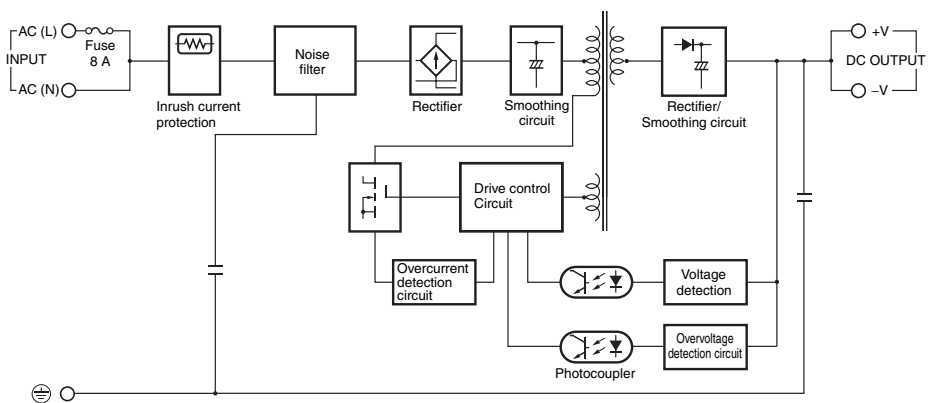 AC (L)
Fuse
8 A
INPUT
AC (N)
Inrush current
protection
Noise
filter
Rectifier
Smoothing
circuit
Rectifier/
Smoothing circuit
+V
DC OUTPUT
–V
Drive control
Circuit
Overcurrent
detection
circuit
Voltage
detection
Overvoltage
detection circuit
Photocoupler